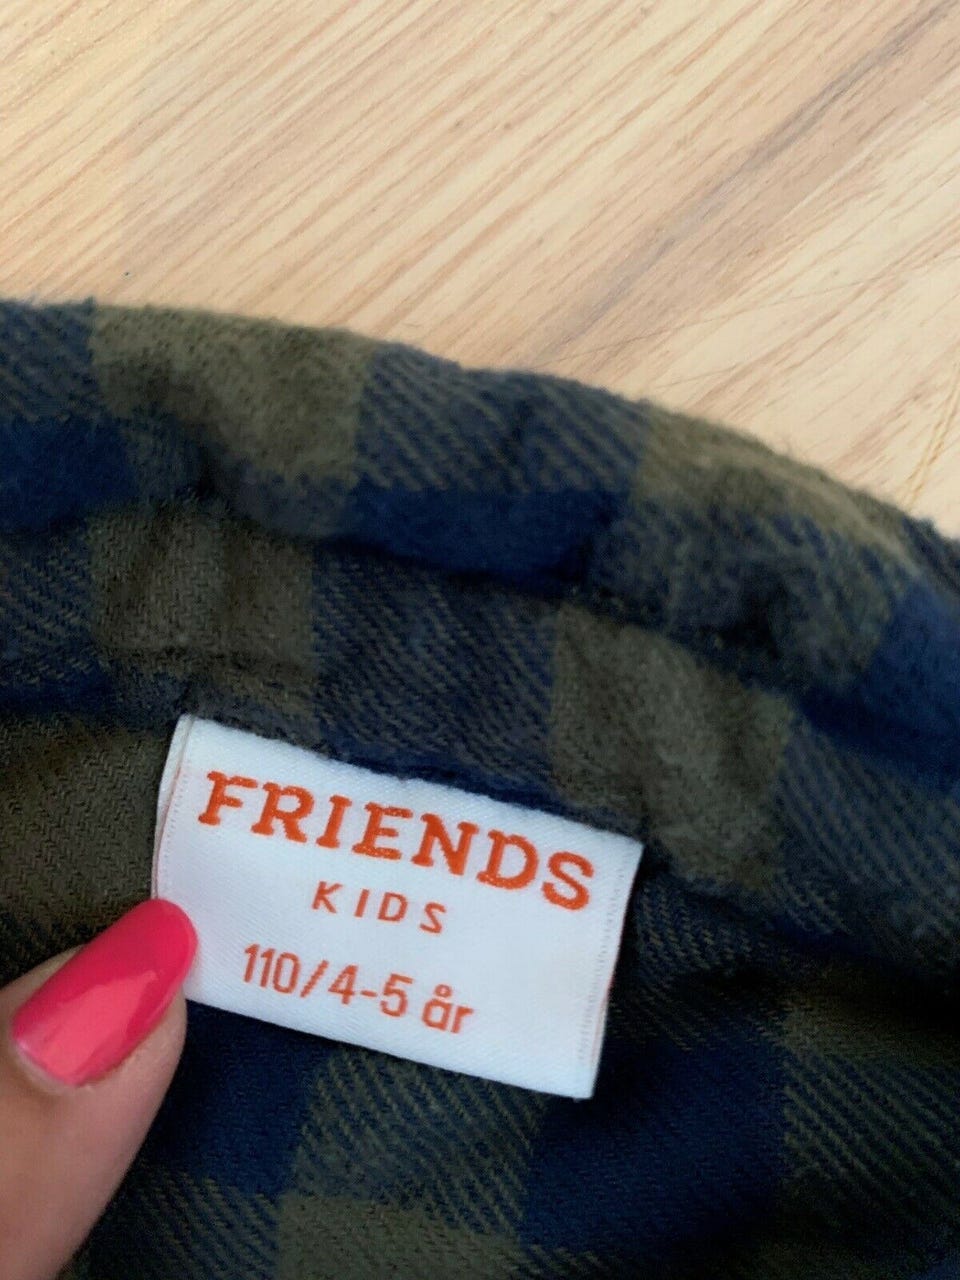 FRIENDS
KIDS
110/4-5 år